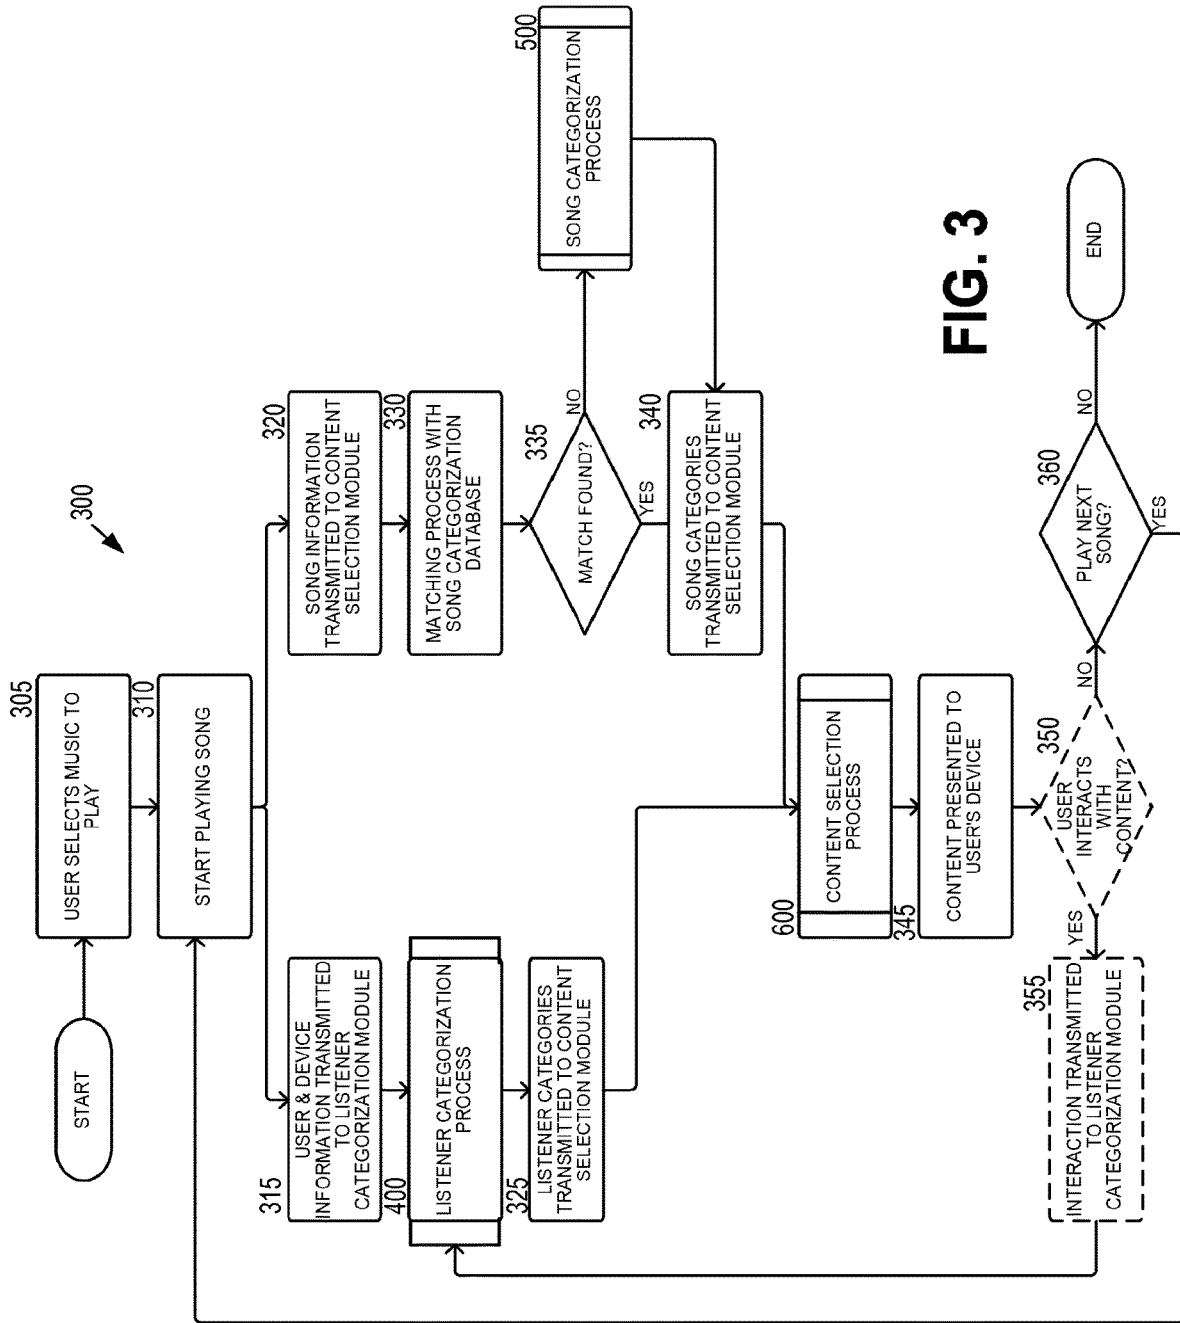 300
START
305
USER SELECTS MUSIC TO
PLAY
310
START PLAYING SONG
315
USER & DEVICE
INFORMATION TRANSMITTED
TO LISTENER
CATEGORIZATION MODULE
400
LISTENER CATEGORIZATION
PROCESS
325
LISTENER CATEGORIES
TRANSMITTED TO CONTENT
SELECTION MODULE
320
SONG INFORMATION
TRANSMITTED TO CONTENT
SELECTION MODULE
330
MATCHING PROCESS WITH
SONG CATEGORIZATION
DATABASE
335
MATCH FOUND?
NO
YES
500
SONG CATEGORIZATION
PROCESS
340
SONG CATEGORIES
TRANSMITTED TO CONTENT
SELECTION MODULE
600
CONTENT SELECTION
PROCESS
345
CONTENT PRESENTED TO
USER'S DEVICE
350
USER
INTERACTS
WITH
CONTENT?
YES
NO
355
INTERACTION TRANSMITTED
TO LISTENER
CATEGORIZATION MODULE
360
PLAY NEXT
SONG?
NO
YES
END
FIG. 3